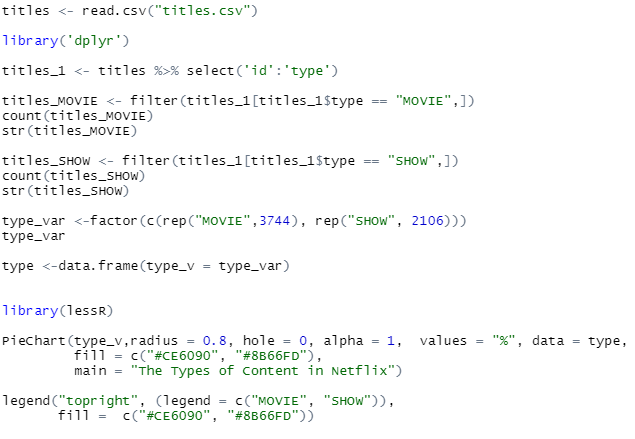 titles <- read.csv("titles.csv")
library('dplyr')
titles_1 <- titles %>% select('id':'type')
titles_MOVIE <- filter(titles_1[titles_1$type == "MOVIE",])
count(titles_MOVIE)
str(titles_MOVIE)
titles_SHOW <- filter(titles_1[titles_1$type == "SHOW",])
count(titles_SHOW)
str(titles_SHOW)
type_var <-factor(c(rep("MOVIE",3744), rep("SHOW", 2106)))
type_var
type <-data.frame(type_v = type_var)
library(lessR)
PieChart(type_v,radius = 0.8, hole = 0, alpha = 1,  values = "%", data = type,
         fill = c("#CE6090", "#8B66FD"),
         main = "The Types of Content in Netflix")
legend("topright", (legend = c("MOVIE", "SHOW")),
       fill =  c("#CE6090", "#8B66FD"))